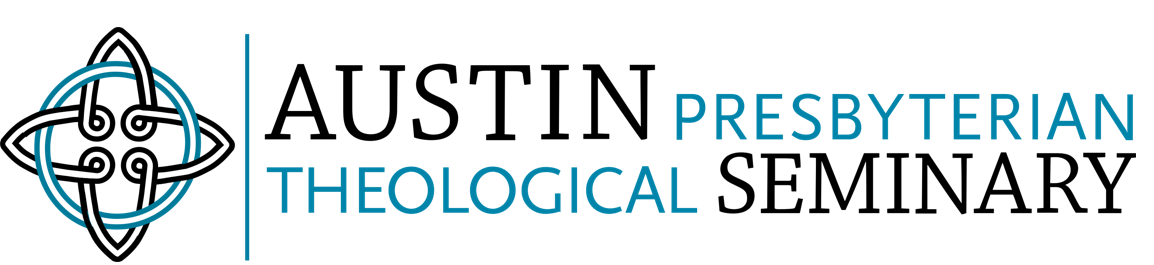 AUSTIN PRESBYTERIAN
THEOLOGICAL SEMINARY